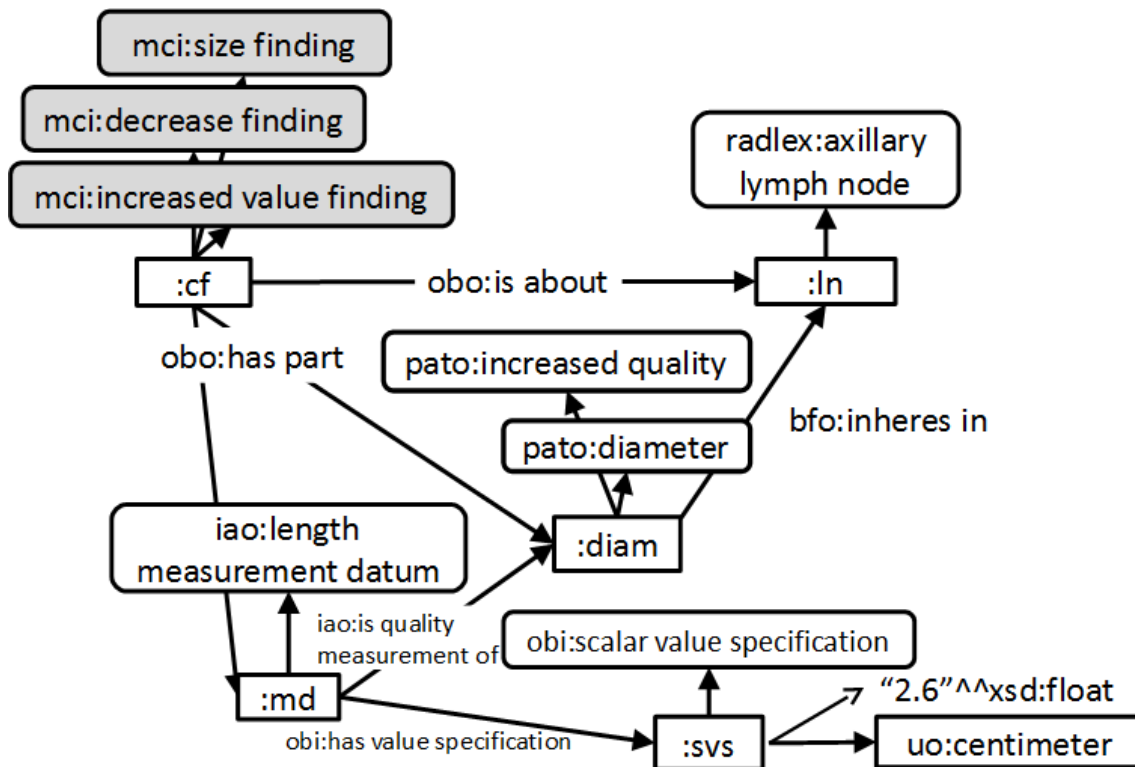 mci:size finding
mci:decrease finding
mci:increased value finding
radlex:axillary
lymph node
:cf
obo:is about
:ln
obo:has part
pato:increased quality
bfo:inheres in
pato:diameter
iao:length
measurement datum
:diam
iao:is quality
measurement of
obi:scalar value specification
:md
“2.6”^^xsd:float
obi:has value specification
:svs
uo:centimeter